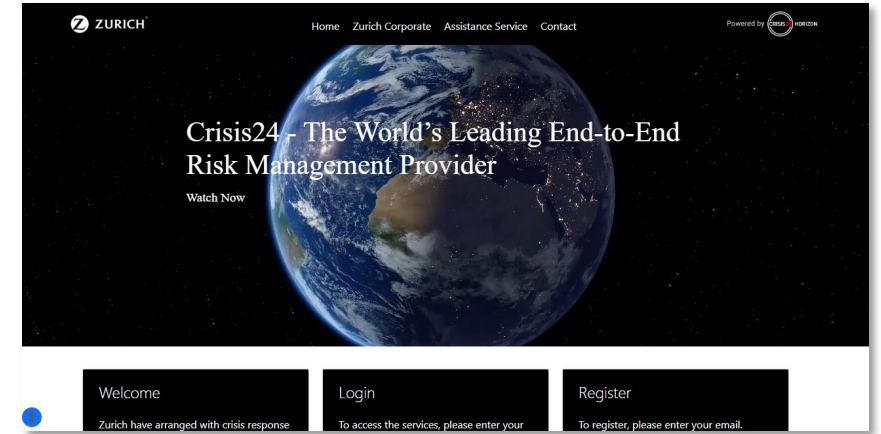 ZURICH
Home Zurich Corporate Assistance Service Contact
Powered by CRISIS24 HORIZON
Crisis24 - The World's Leading End-to-End
Risk Management Provider
Watch Now
Welcome
Zurich have arranged with crisis response
Login
To access the services, please enter your
Register
To register, please enter your email.